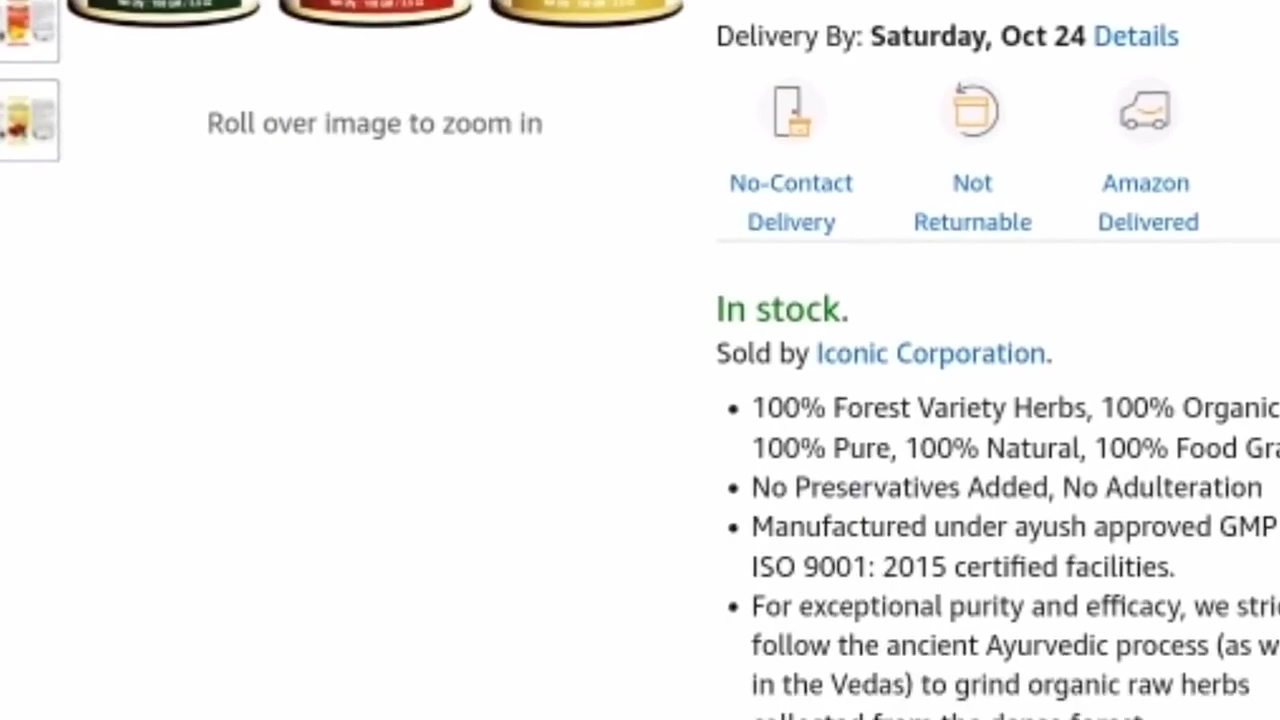 Delivery By: Saturday, Oct 24 Details
Roll over image to zoom in
No-Contact
Delivery
Not
Returnable
Amazon
Delivered
In stock.
Sold by Iconic Corporation.
• 100% Forest Variety Herbs, 100% Organic
100% Pure, 100% Natural, 100% Food
• No Preservatives Added, No Adulteration
• Manufactured under ayush approved GMP
ISO 9001: 2015 certified facilities.
• For exceptional purity and efficacy, we
follow the ancient Ayurvedic process (as
in the Vedas) to grind organic raw herbs